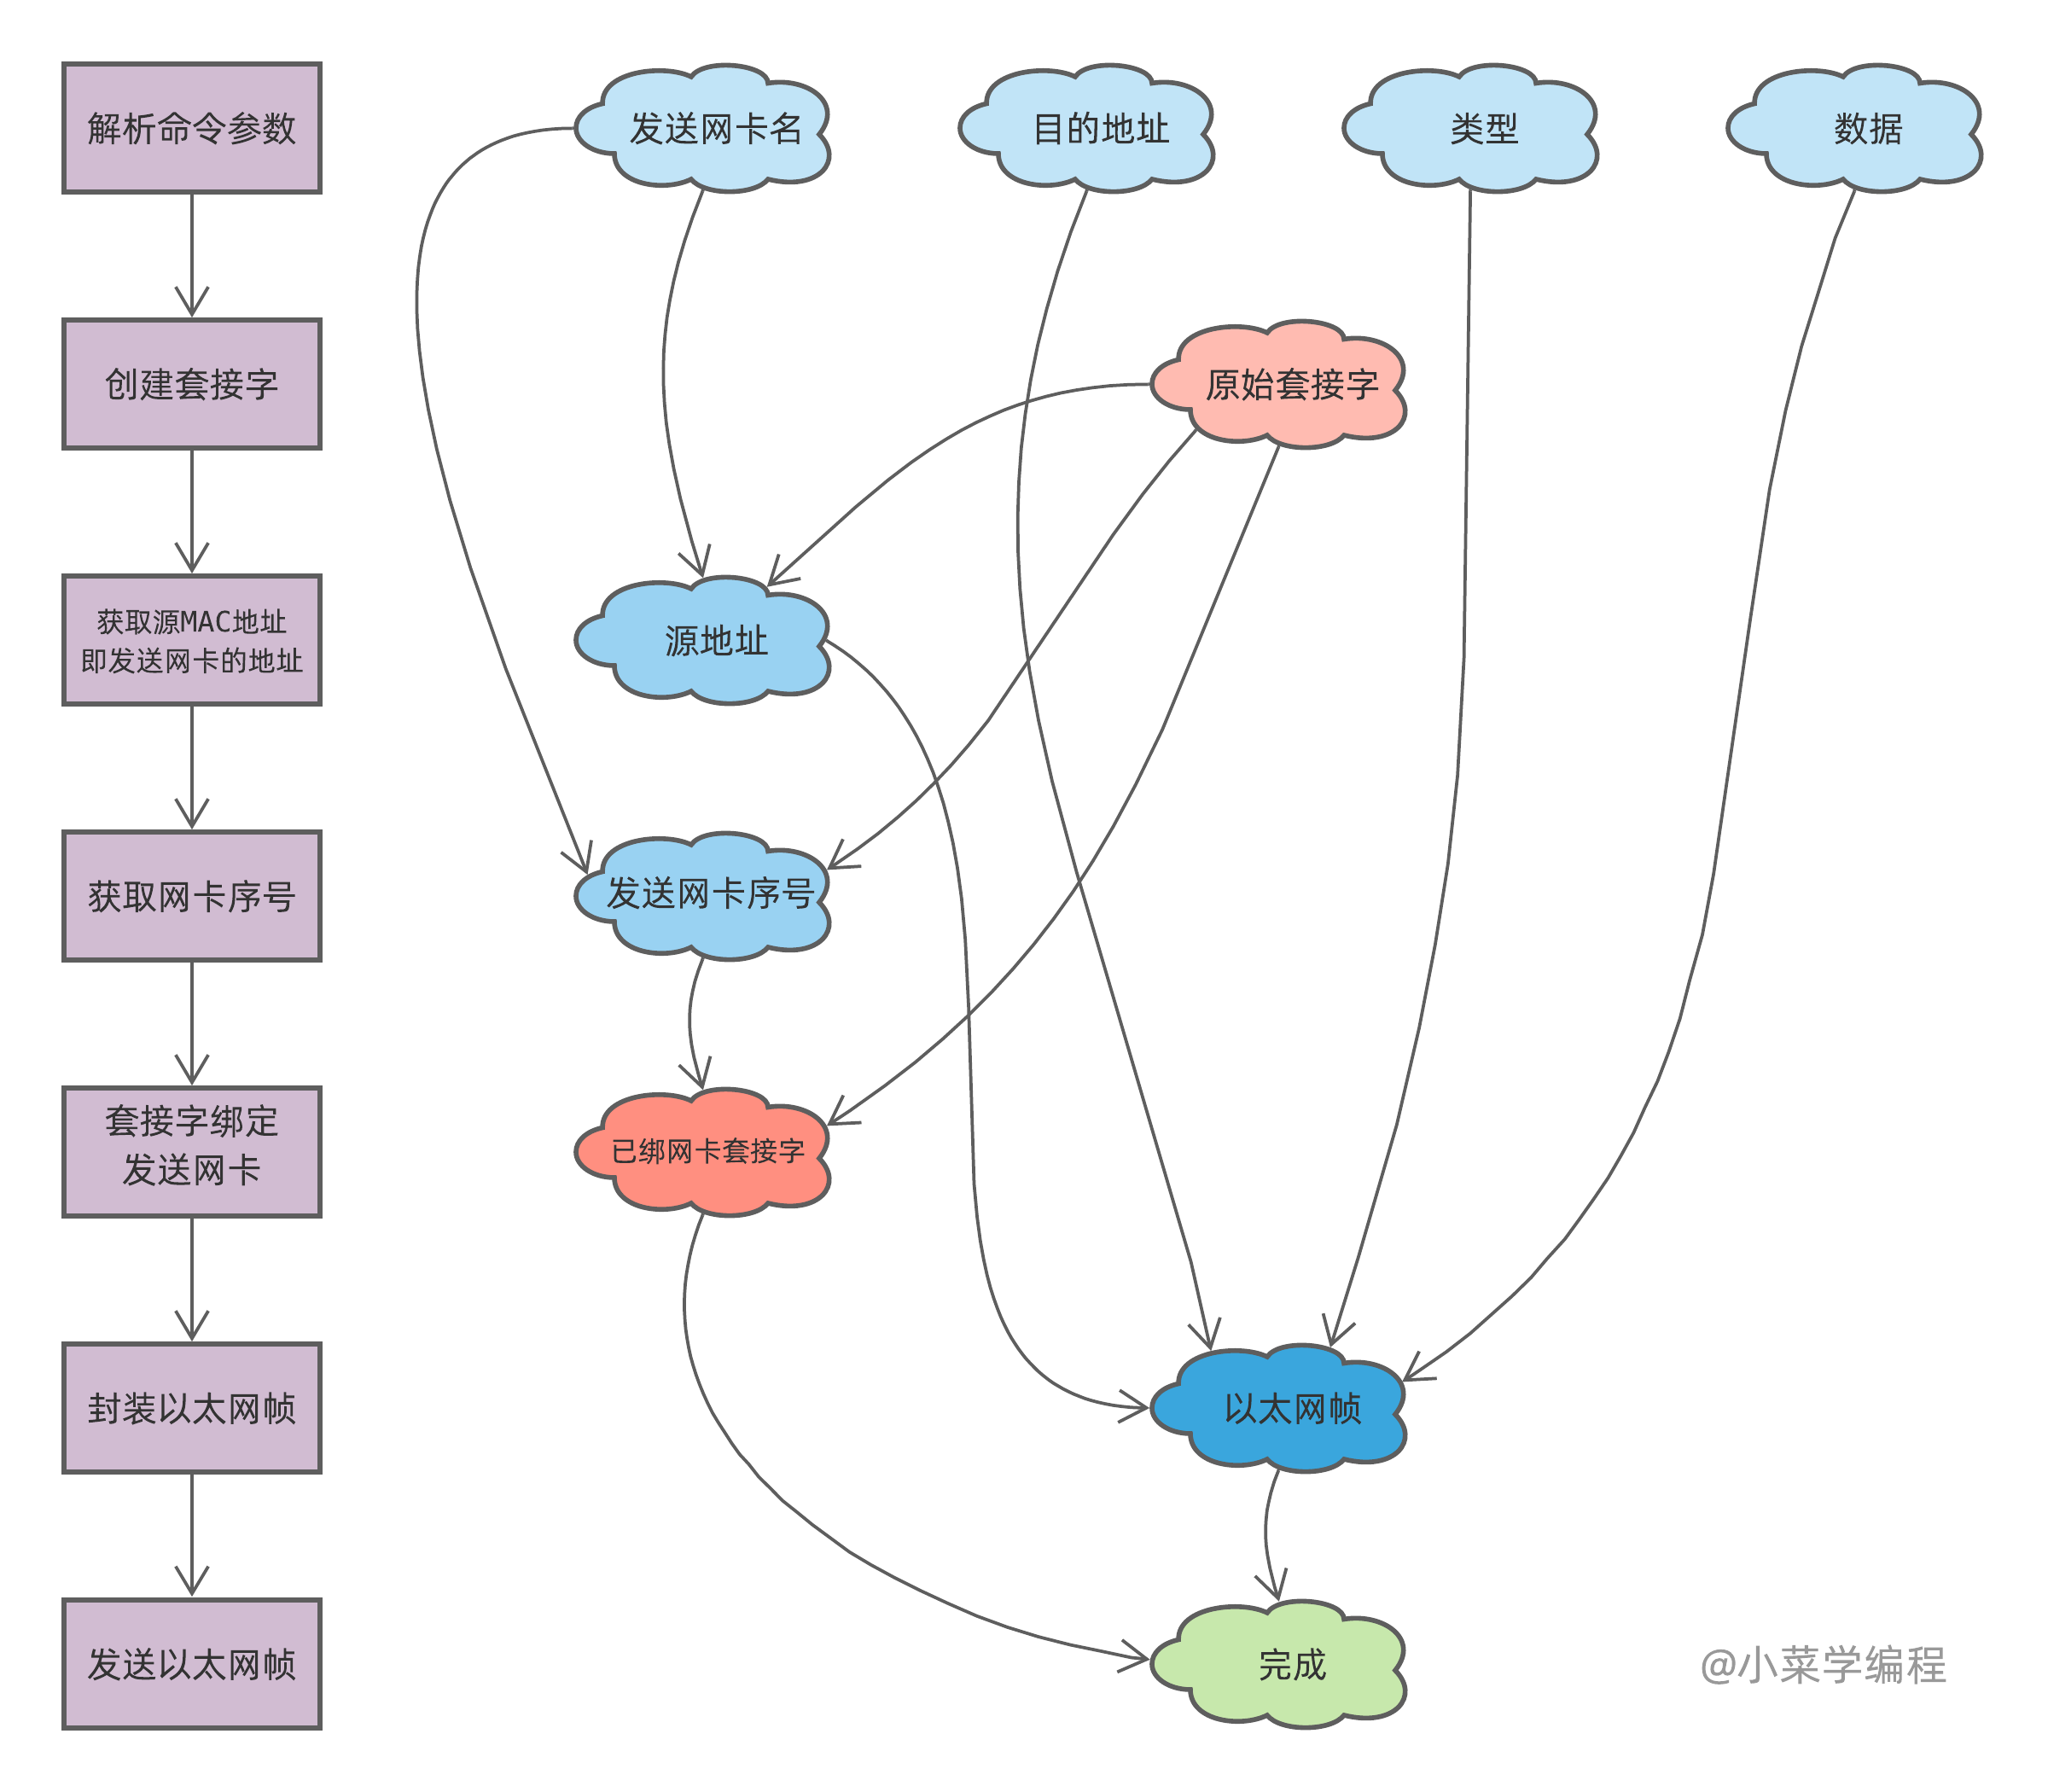 解析命令参数
发送网卡名
目的地址
类型
数据
创建套接字
原始套接字
获取源MAC地址
即发送网卡的地址
源地址
获取网卡序号
发送网卡序号
套接字绑定
发送网卡
已绑网卡套接字
封装以太网帧
以太网帧
发送以太网帧
完成
@小菜学编程